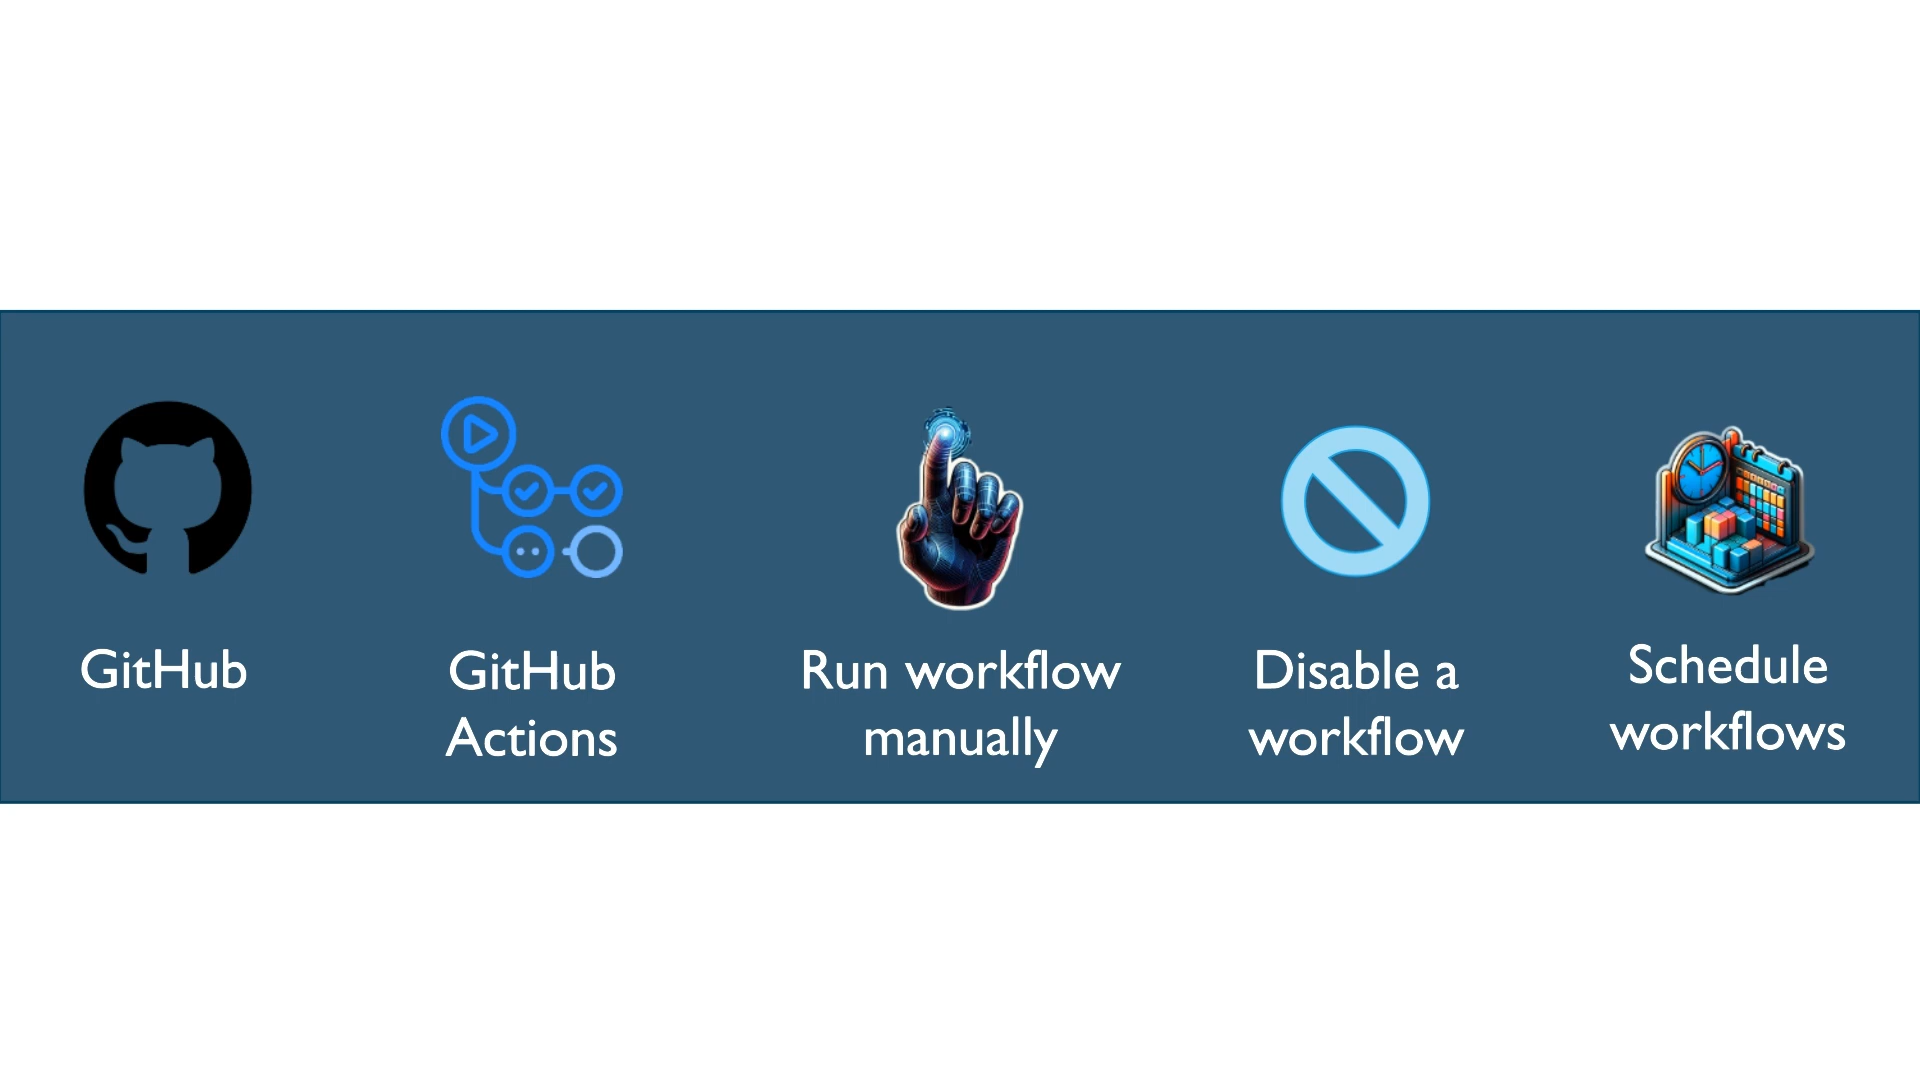 GitHub
GitHub
Actions
Run workflow
manually
Disable a
workflow
Schedule
workflows